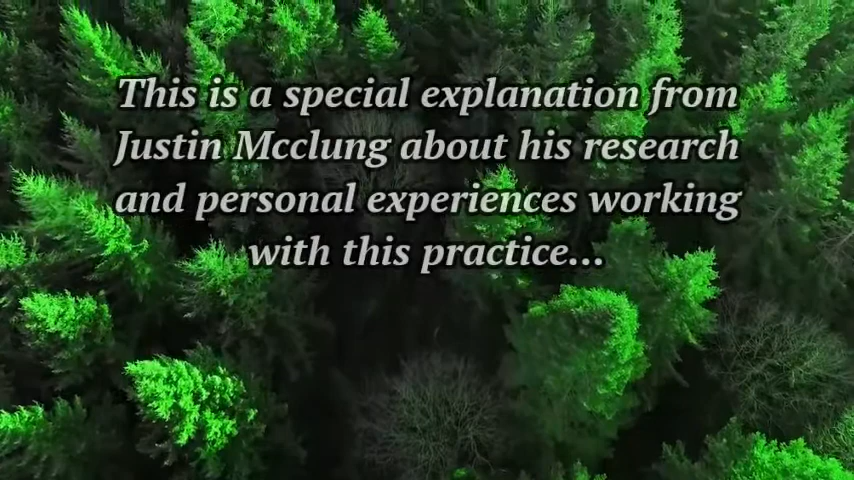 This is a special explanation from
Justin Mcclung about his research
and personal experiences working
with this practice...